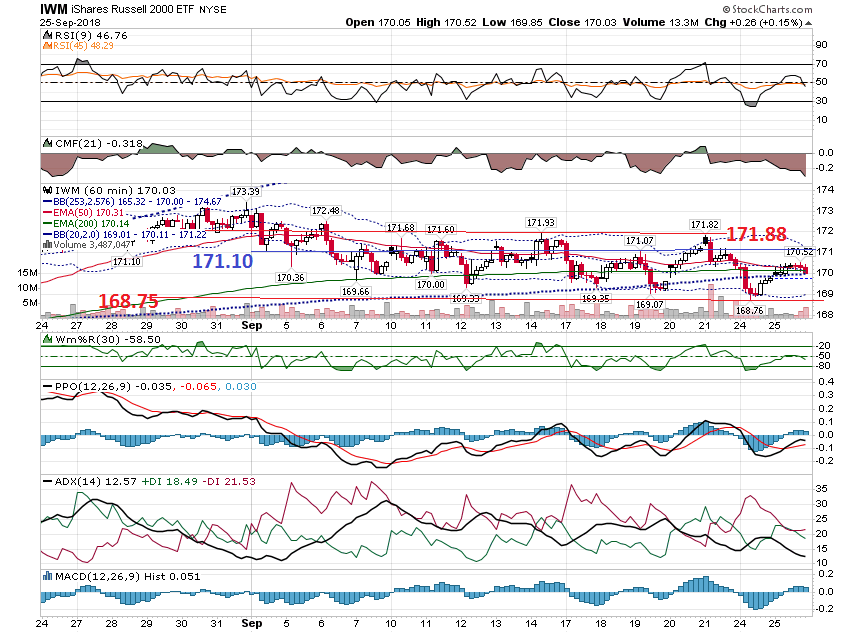 IWM iShares Russell 2000 ETF NYSE © StockCharts.com
25-Sep-2018 Open 170.05 High 170.52 Low 169.85 Close 170.03 Volume 13.3M Chg +0.26 (+0.15%)
RSI(9) 46.76
RSI(45) 48.29
90
70
50
30
10
CMF(21) -0.318
0.0
-0.2
IWM (60 min) 170.03
BB(253,2.576) 165.32 - 170.00 - 174.67
EMA(50) 170.31
EMA(200) 170.14
BB(20,2.0) 169.01 - 170.11 - 171.22
Volume 3,487,047
174
173
172
171
170
169
168
15M
10M
5M
173.39
172.48
171.68
171.60
171.93
171.07
171.82
171.88
170.52
171.10
171.10
170.36
169.66
170.00
169.33
169.35
169.07
168.76
168.75
24 27 28 29 30 31 Sep 5 6 7 10 11 12 13 14 17 18 19 20 21 24 25
Wm%R(30) -58.50
-20
-50
-80
PPO(12,26,9) -0.035, -0.065, 0.030
0.4
0.3
0.2
0.1
0.0
-0.1
-0.2
ADX(14) 12.57 +DI 18.49 -DI 21.53
35
30
25
20
15
10
MACD(12,26,9) Hist 0.051
0.2
0.0
-0.2
24 27 28 29 30 31 Sep 5 6 7 10 11 12 13 14 17 18 19 20 21 24 25